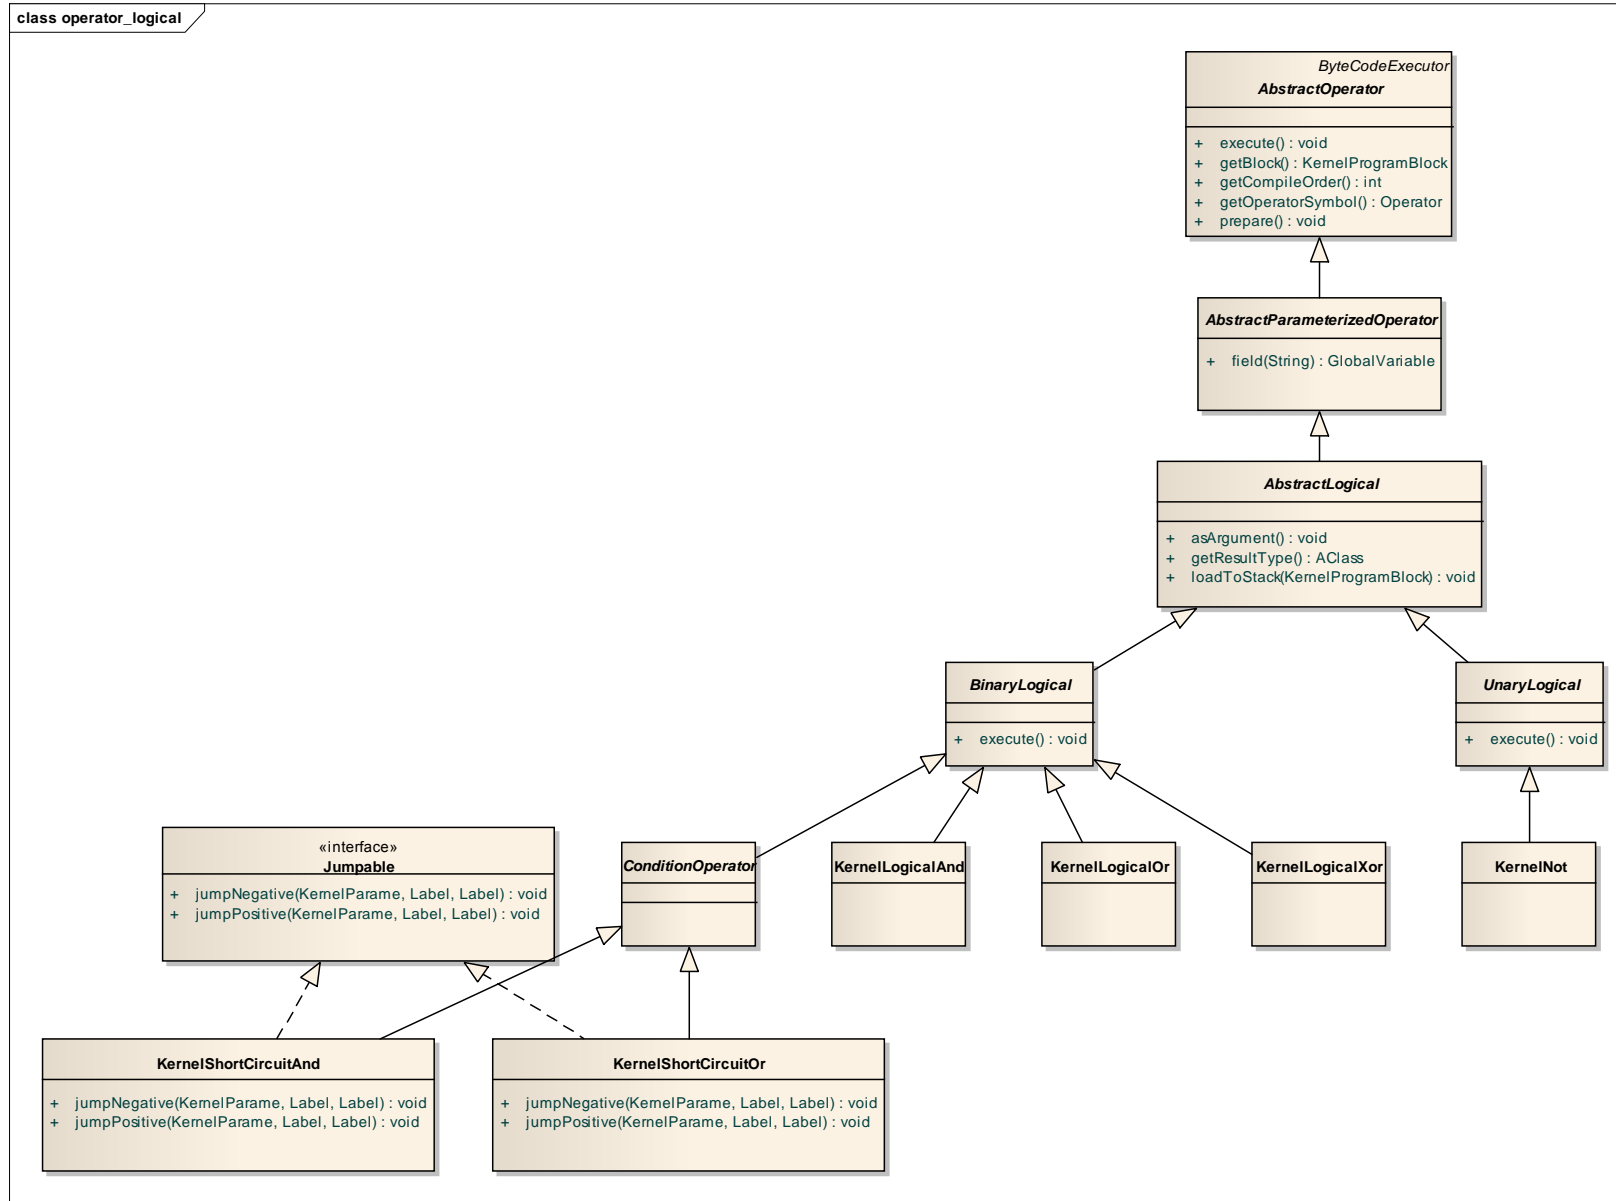 class operator_logical
ByteCodeExecutor
AbstractOperator
+ execute() : void
+ getBlock() : KernelProgramBlock
+ getCompileOrder() : int
+ getOperatorSymbol() : Operator
+ prepare() : void
AbstractParameterizedOperator
+ field(String) : GlobalVariable
AbstractLogical
+ asArgument() : void
+ getResultType() : AClass
+ loadToStack(KernelProgramBlock) : void
BinaryLogical
+ execute() : void
UnaryLogical
+ execute() : void
«interface»
Jumpable
+ jumpNegative(KernelParame, Label, Label) : void
+ jumpPositive(KernelParame, Label, Label) : void
ConditionOperator
KernelLogicalAnd
KernelLogicalOr
KernelLogicalXor
KernelNot
KernelShortCircuitAnd
+ jumpNegative(KernelParame, Label, Label) : void
+ jumpPositive(KernelParame, Label, Label) : void
KernelShortCircuitOr
+ jumpNegative(KernelParame, Label, Label) : void
+ jumpPositive(KernelParame, Label, Label) : void